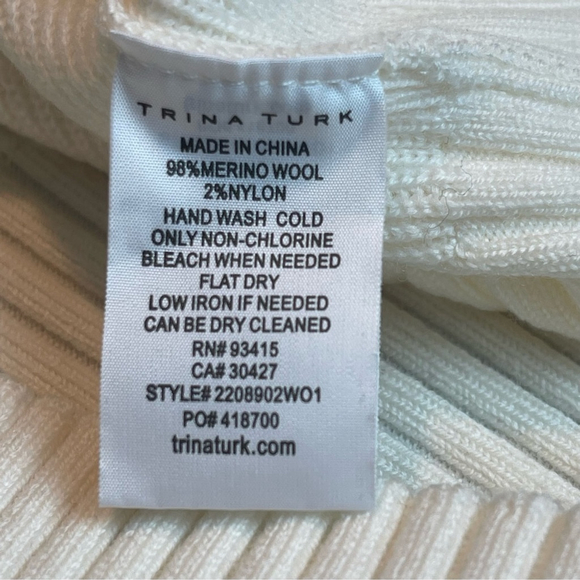 TRINA TURK
MADE IN CHINA
98%MERINO WOOL
2%NYLON
HAND WASH COLD
ONLY NON-CHLORINE
BLEACH WHEN NEEDED
FLAT DRY
LOW IRON IF NEEDED
CAN BE DRY CLEANED
RN# 93415
CA# 30427
STYLE# 2208902WO1
PO# 418700
trinaturk.com